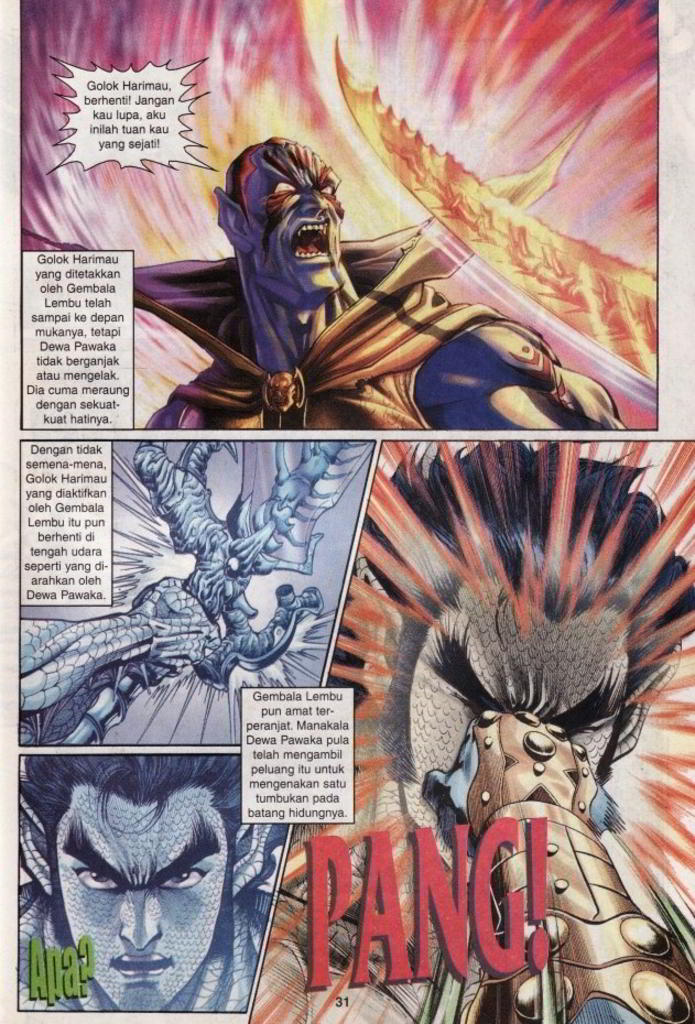 Golok Harimau,
berhenti! Jangan
kau lupa, aku
inilah tuan kau
yang sejati!
Golok Harimau
yang ditetakkan
oleh Gembala
Lembu telah
sampai ke depan
mukanya, tetapi
Dewa Pawaka
tidak berganjak
atau mengelak.
Dia cuma meraung
dengan sekuat-
kuat hatinya.
Dengan tidak
semena-mena,
Golok Harimau
yang diaktifkan
oleh Gembala
Lembu itu pun
berhenti di
tengah udara
seperti yang di-
arahkan oleh
Dewa Pawaka.
Gembala Lembu
pun amat ter-
peranjat. Manakala
Dewa Pawaka pula
telah mengambil
peluang itu untuk
mengenakan satu
tumbukan pada
batang hidungnya.
Apa?
PANG!
31